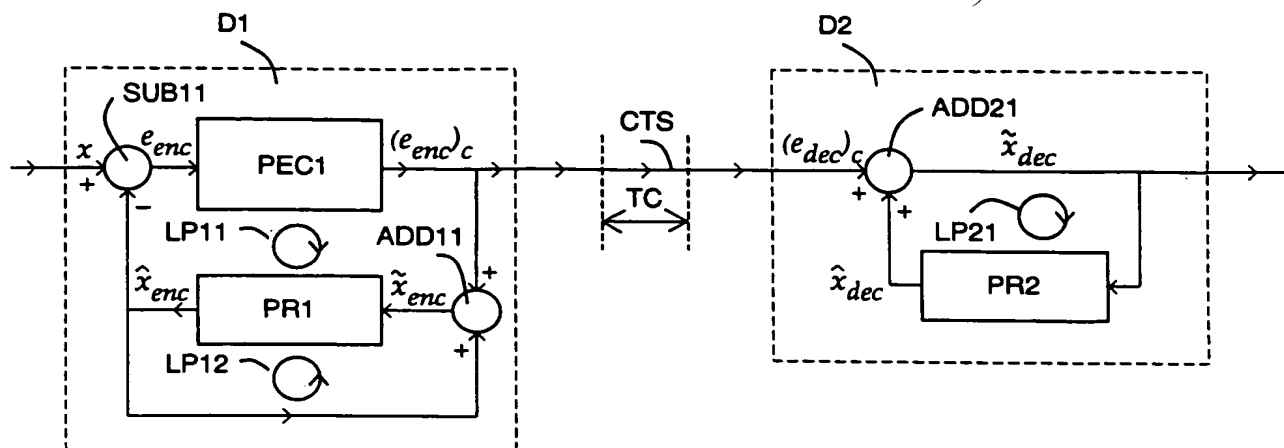 D1
D2
SUB11
ADD21
x
e_enc
PEC1
(e_enc)_c
CTS
(e_dec)_c
x̃_dec
+
−
TC
+
+
LP11
ADD11
LP21
x̂_enc
PR1
x̃_enc
+
x̂_dec
PR2
LP12
+